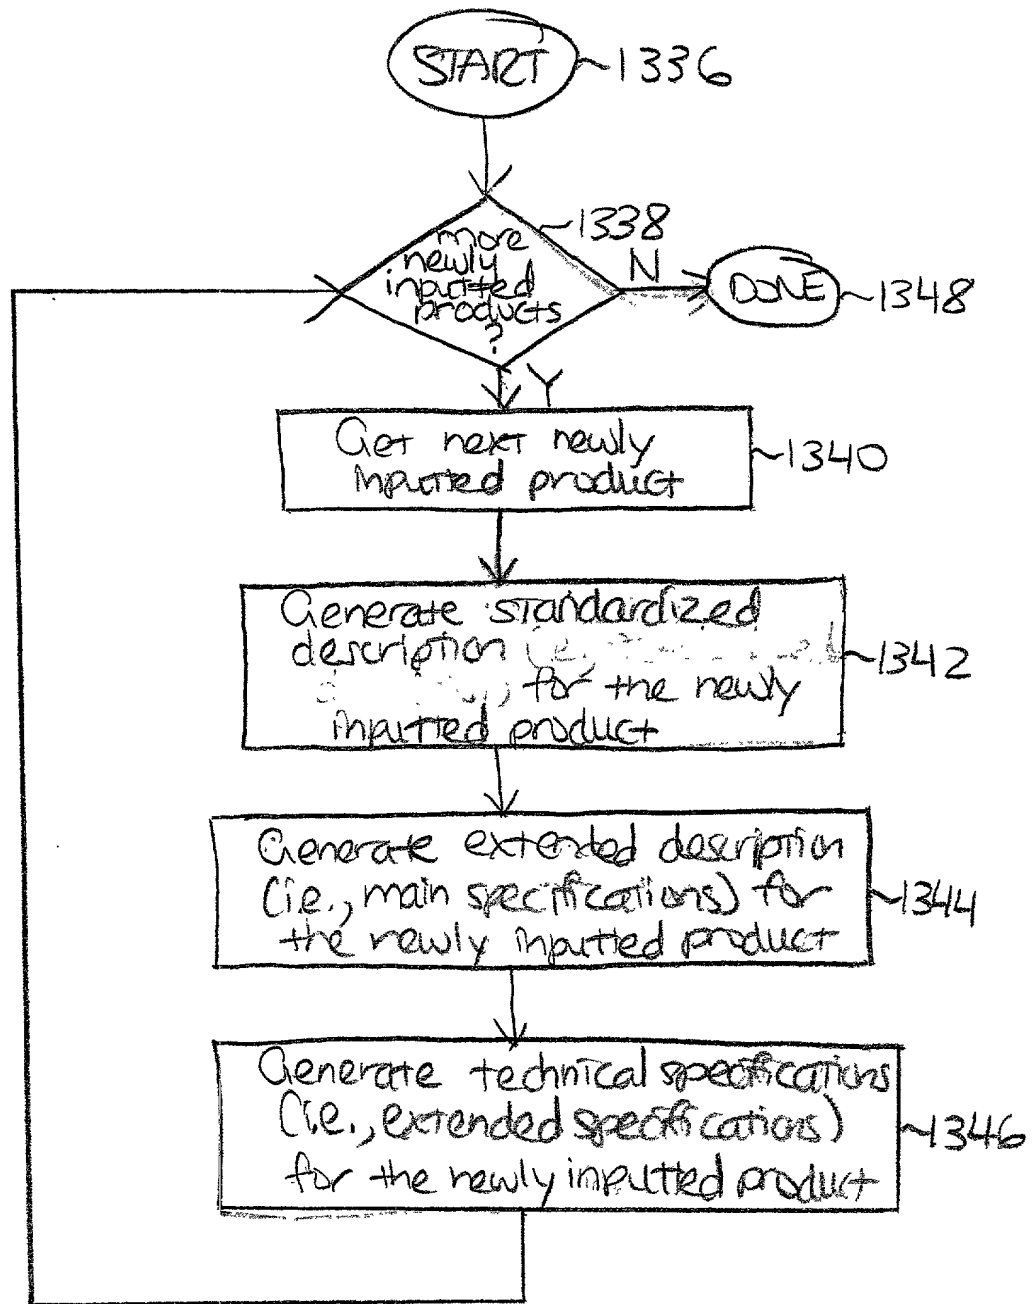 START ~1336
more ~1338
newly
inputted N DONE ~1348
products
?
Y
Get next newly ~1340
inputted product
Generate standardized
description ~1342
for the newly
inputted product
Generate extended description
(i.e., main specifications) for ~1344
the newly inputted product
Generate technical specifications
(i.e., extended specifications) ~1346
for the newly inputted product